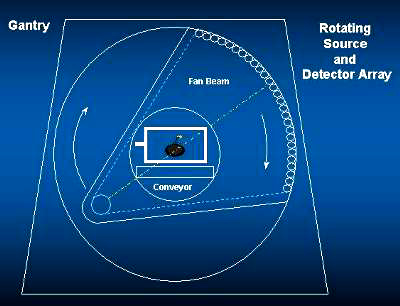 Gantry
Rotating
Source
and
Detector Array
Fan Beam
Conveyor